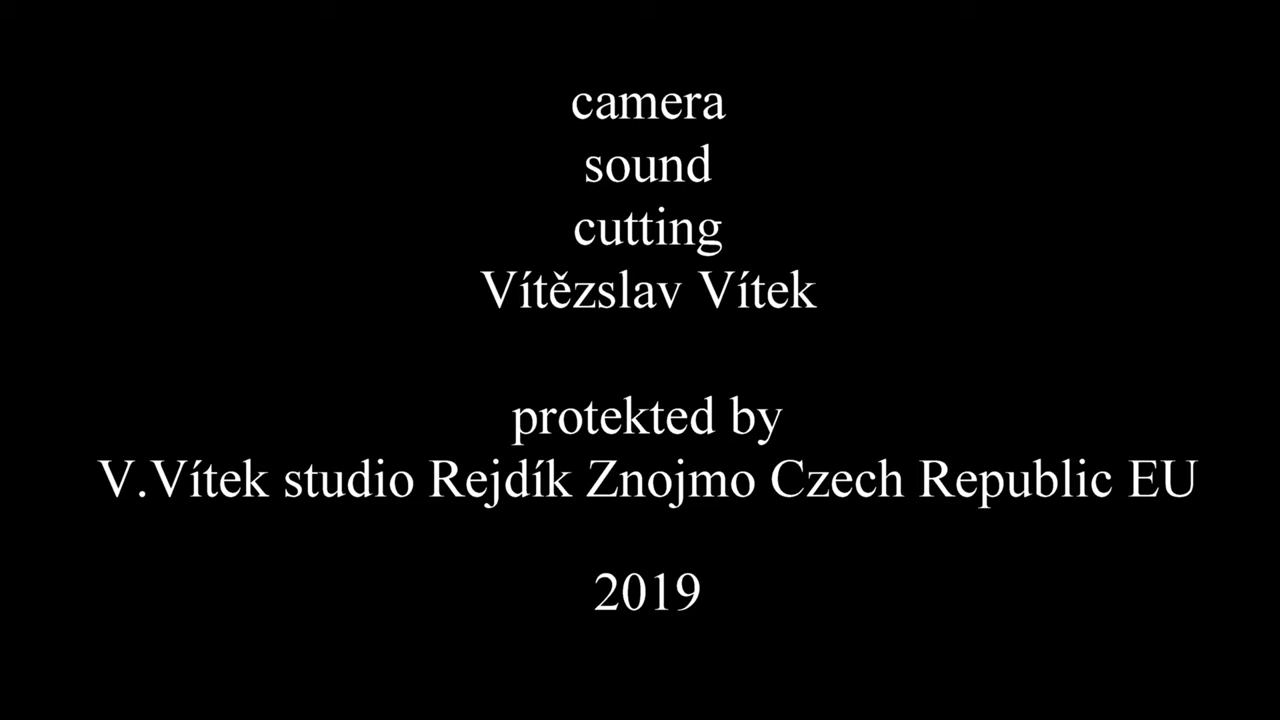 camera
sound
cutting
Vítězslav Vítek
protekted by
V.Vítek studio Rejdík Znojmo Czech Republic EU
2019